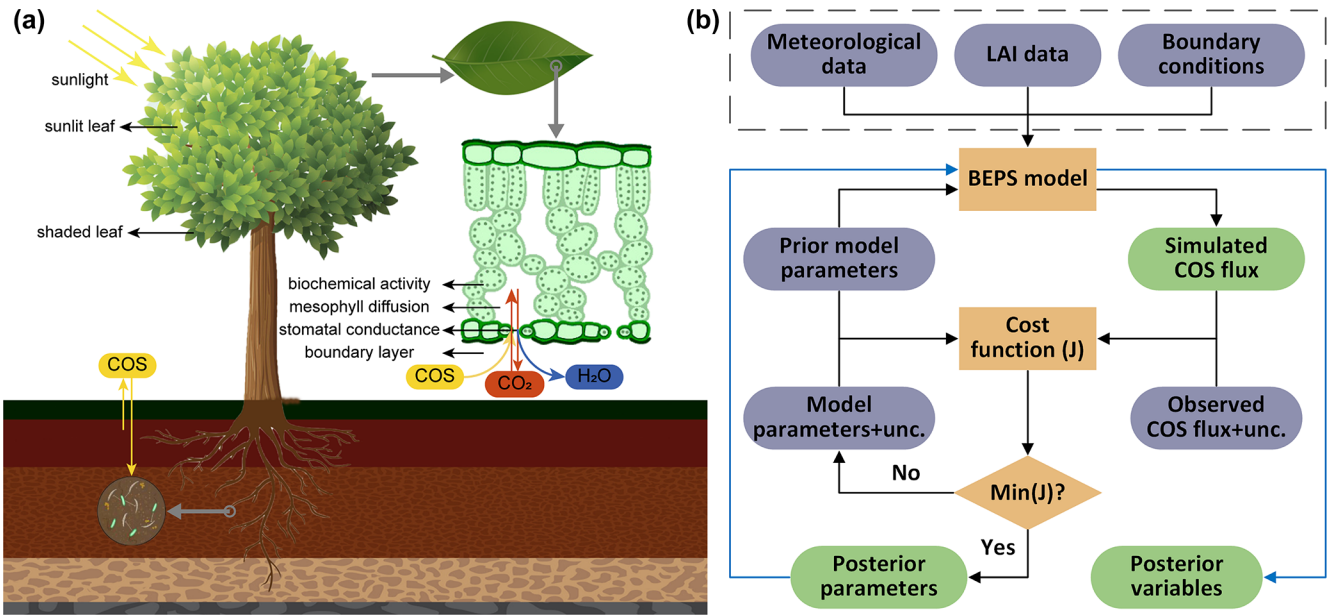 (a)
sunlight
sunlit leaf
shaded leaf
biochemical activity
mesophyll diffusion
stomatal conductance
boundary layer
COS
CO₂
H₂O
COS
(b)
Meteorological
data
LAI data
Boundary
conditions
BEPS model
Prior model
parameters
Simulated
COS flux
Cost
function (J)
Model
parameters+unc.
Observed
COS flux+unc.
No
Min(J)?
Yes
Posterior
parameters
Posterior
variables